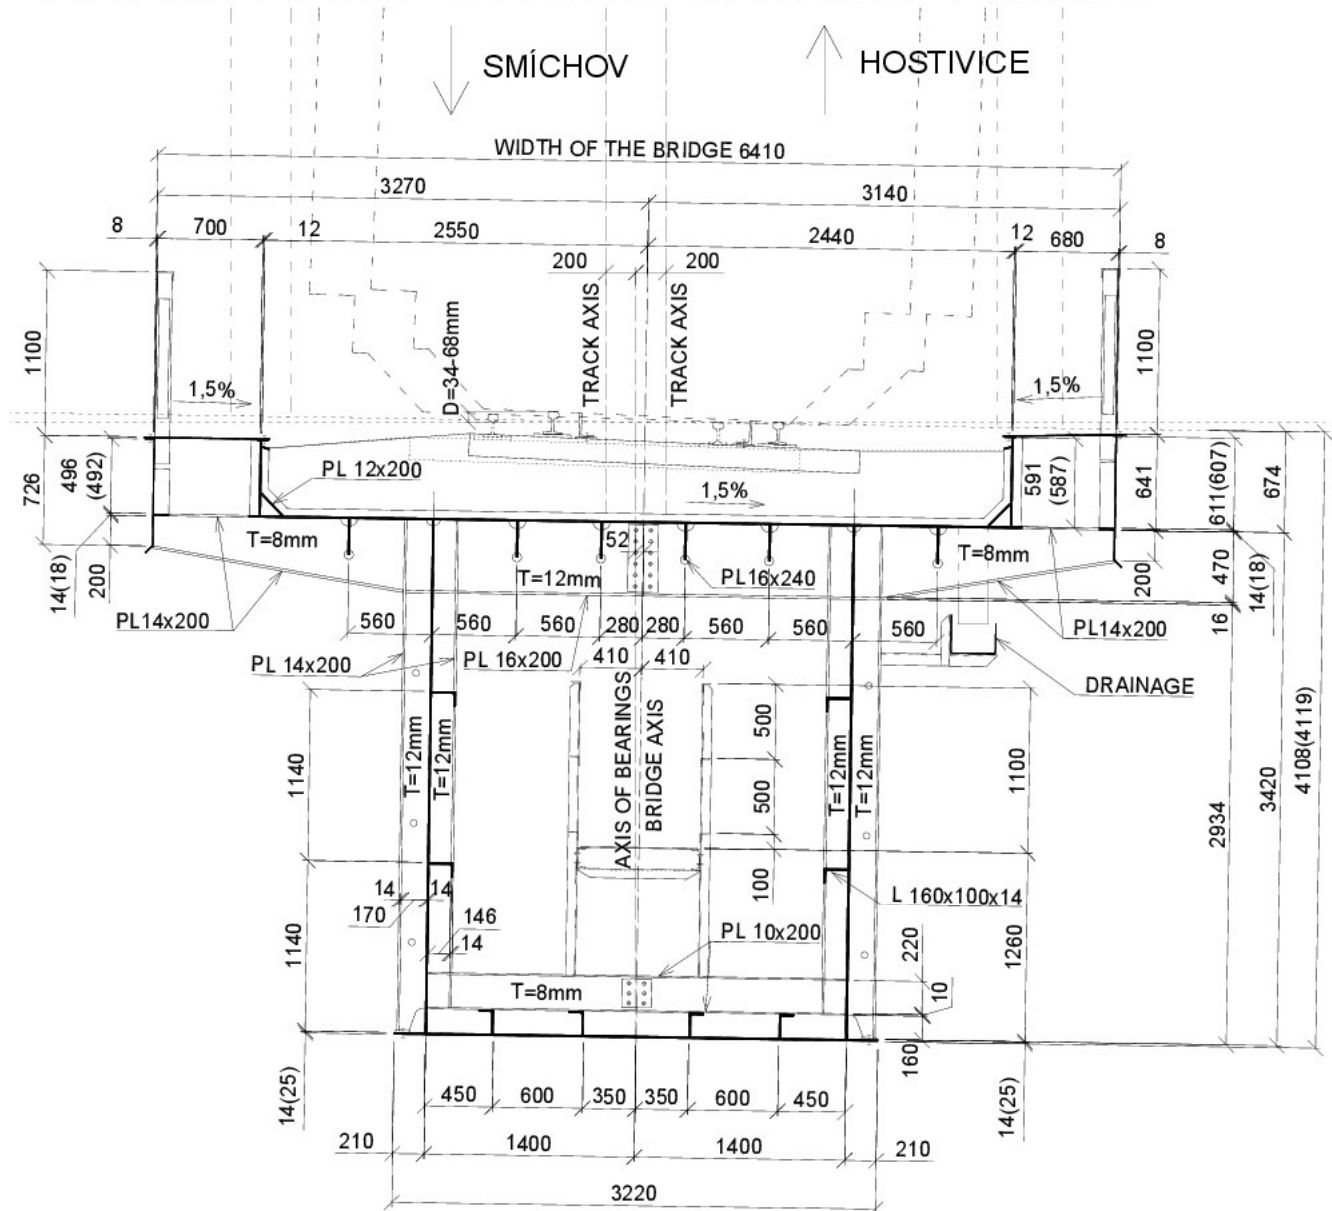 SMÍCHOV
HOSTIVICE
WIDTH OF THE BRIDGE 6410
3270
3140
8
700
12
2550
2440
12
680
8
200
200
TRACK AXIS
TRACK AXIS
D=34-68mm
1100
1100
1,5%
1,5%
PL 12x200
1,5%
726
496
(492)
591
(587)
641
611(607)
674
T=8mm
52
T=12mm
PL16x240
T=8mm
14(18)
200
200
470
14(18)
16
PL14x200
PL14x200
560
560
560
280
280
560
560
560
PL 14x200
PL 16x200
410
410
DRAINAGE
AXIS OF BEARINGS
BRIDGE AXIS
500
500
100
1140
1140
T=12mm
T=12mm
T=12mm
T=12mm
1100
2934
3420
4108(4119)
14
14
170
146
14
L 160x100x14
PL 10x200
220
1260
10
T=8mm
160
14(25)
14(25)
450
600
350
350
600
450
210
1400
1400
210
3220